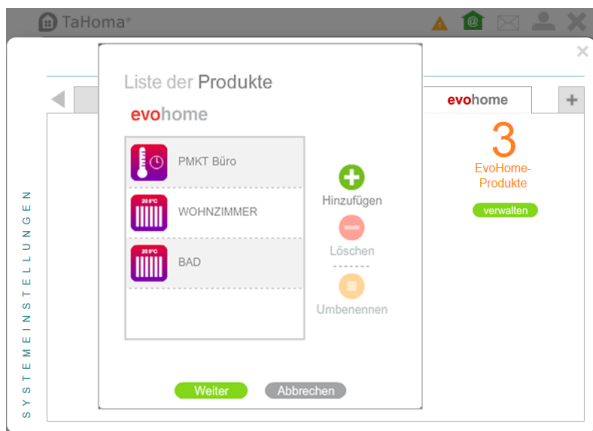 TaHoma®
SYSTEMEINSTELLUNGEN
Liste der Produkte
evohome
PMKT Büro
WOHNZIMMER
BAD
Hinzufügen
Löschen
Umbenennen
Weiter
Abbrechen
evohome
+
3
EvoHome-
Produkte
verwalten